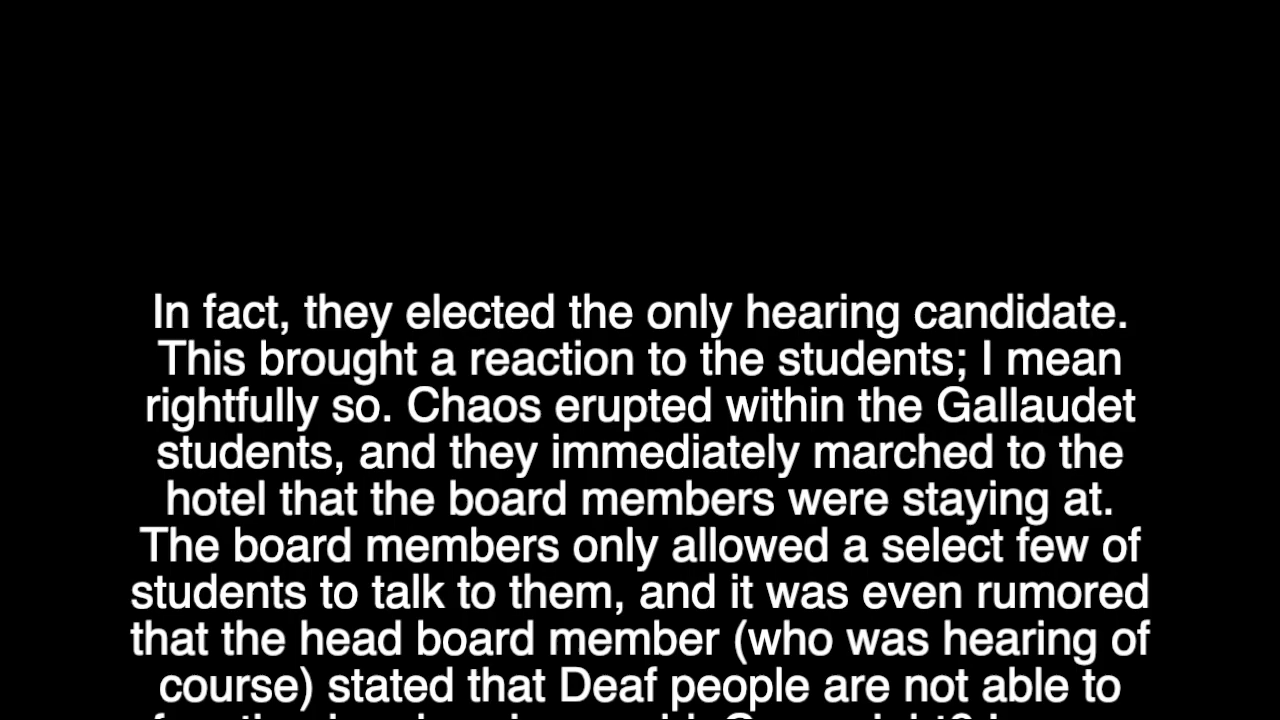 In fact, they elected the only hearing candidate.
This brought a reaction to the students; I mean
rightfully so. Chaos erupted within the Gallaudet
students, and they immediately marched to the
hotel that the board members were staying at.
The board members only allowed a select few of
students to talk to them, and it was even rumored
that the head board member (who was hearing of
course) stated that Deaf people are not able to